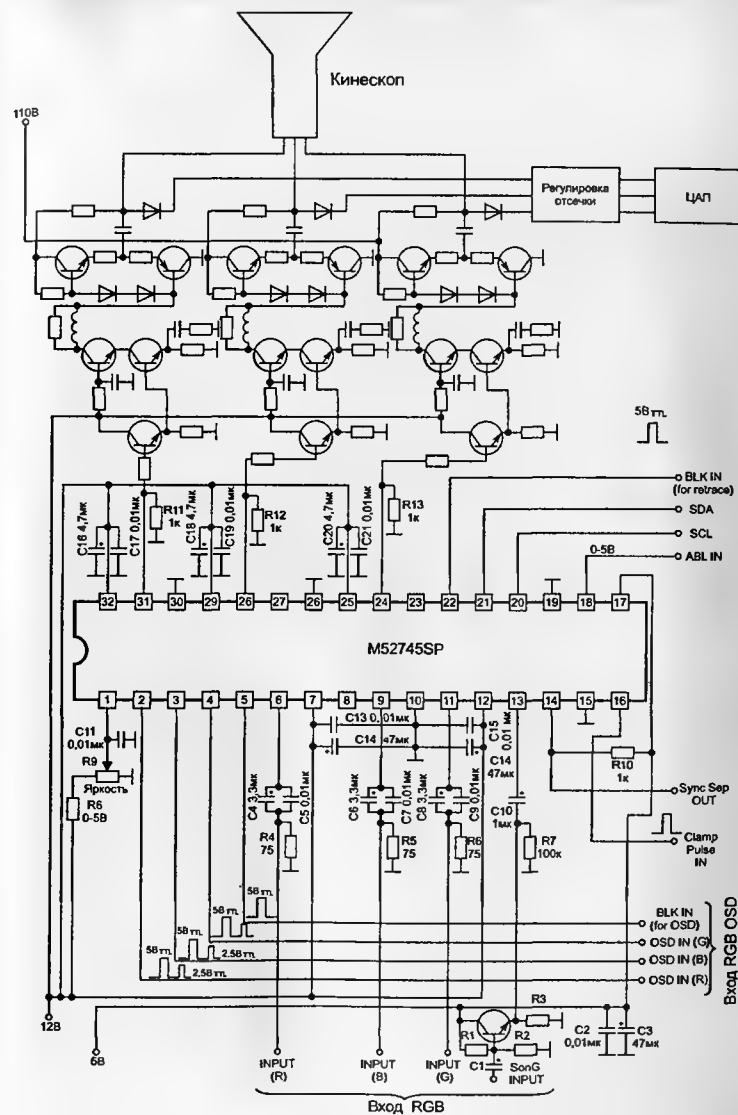 Кинескоп
110В
Регулировка
отсечки
ЦАП
5В TTL
BLK IN
(for retrace)
SDA
SCL
0-5В
ABL IN
C16 4,7мк
C17 0,01мк
R11
1к
C18 4,7мк
C19 0,01мк
R12
1к
C20 4,7мк
C21 0,01мк
R13
1к
32 31 30 29 26 27 26 25 24 23 22 21 20 19 18 17
M52745SP
1 2 3 4 5 6 7 8 9 10 11 12 13 14 15 16
C11
0,01мк
R9
Яркость
R6
0-5В
C13 0,01мк
C14 47мк
C15
0,01мк
C14
47мк
C10
1мк
R7
100к
R10
1к
C4 3,3мк
C5 0,01мк
R4
75
C6 3,3мк
C7 0,01мк
R5
75
C8 3,3мк
C9 0,01мк
R6
75
Sync Sep
OUT
Clamp
Pulse
IN
5В TTL
5В TTL
5В TTL
2,5В TTL
5В TTL
2,5В TTL
BLK IN
(for OSD)
OSD IN (G)
OSD IN (B)
OSD IN (R)
Вход RGB OSD
12В
6В
INPUT
(R)
INPUT
(B)
INPUT
(G)
R1
R2
R3
C1
SonG
INPUT
C2
0,01мк
C3
47мк
Вход RGB